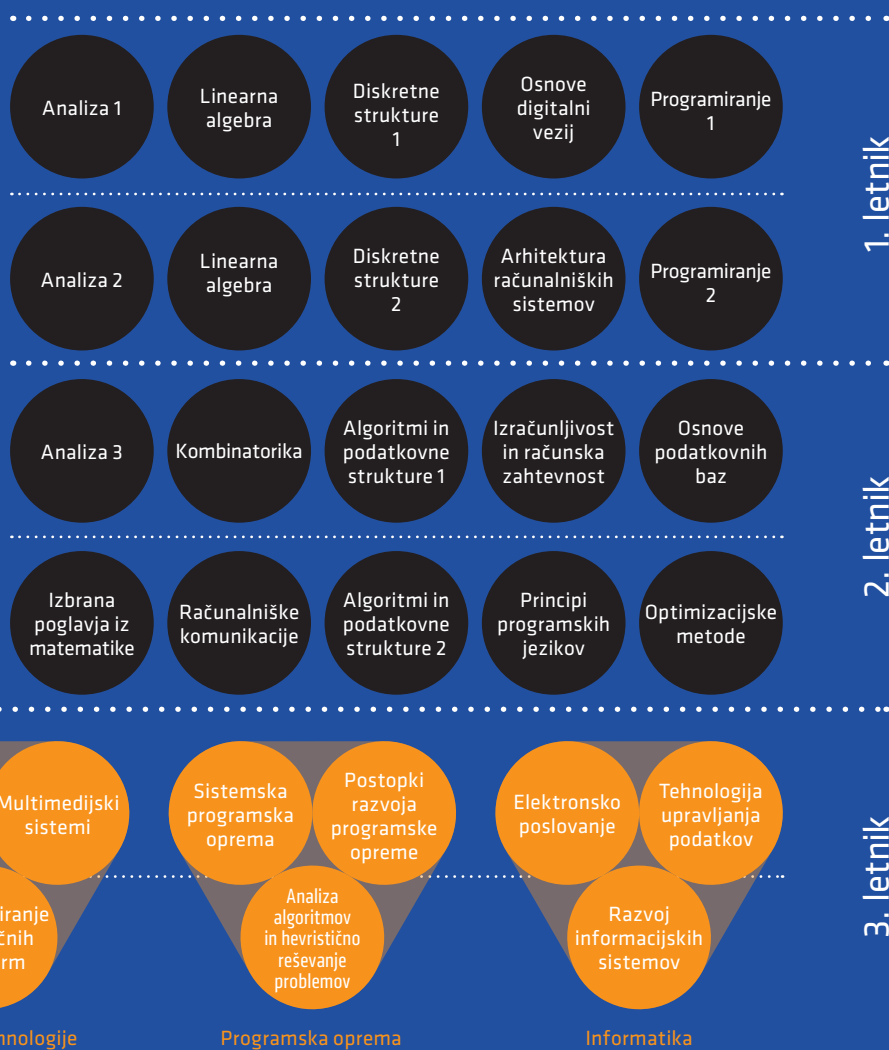 Analiza 1
Linearna
algebra
Diskretne
strukture
1
Osnove
digitalni
vezij
Programiranje
1
1. letnik
Analiza 2
Linearna
algebra
Diskretne
strukture
2
Arhitektura
računalniških
sistemov
Programiranje
2
Analiza 3
Kombinatorika
Algoritmi in
podatkovne
strukture 1
Izračunljivost
in računska
zahtevnost
Osnove
podatkovnih
baz
2. letnik
Izbrana
poglavja iz
matematike
Računalniške
komunikacije
Algoritmi in
podatkovne
strukture 2
Principi
programskih
jezikov
Optimizacijske
metode
Multimedijski
sistemi
Sistemska
programska
oprema
Postopki
razvoja
programske
opreme
Elektronsko
poslovanje
Tehnologija
upravljanja
podatkov
3. letnik
Analiza
algoritmov
in hevristično
reševanje
problemov
Razvoj
informacijskih
sistemov
Programska oprema
Informatika